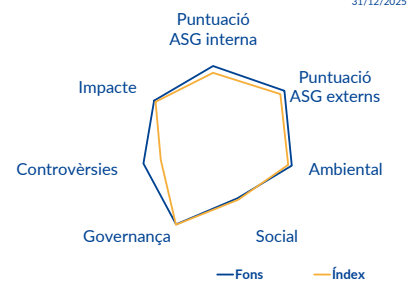 31/12/2025
Puntuació
ASG interna
Puntuació
ASG externs
Impacte
Controvèrsies
Ambiental
Governança
Social
Fons
Índex